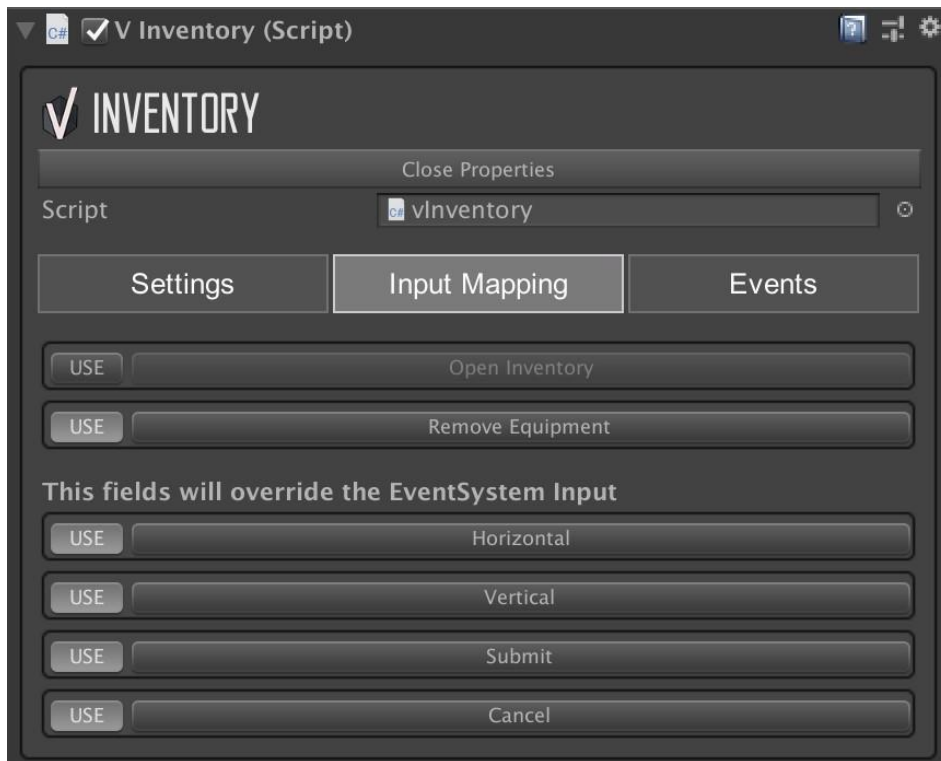 V Inventory (Script)
V INVENTORY
Close Properties
Script c# vInventory
Settings Input Mapping Events
USE Open Inventory
USE Remove Equipment
This fields will override the EventSystem Input
USE Horizontal
USE Vertical
USE Submit
USE Cancel